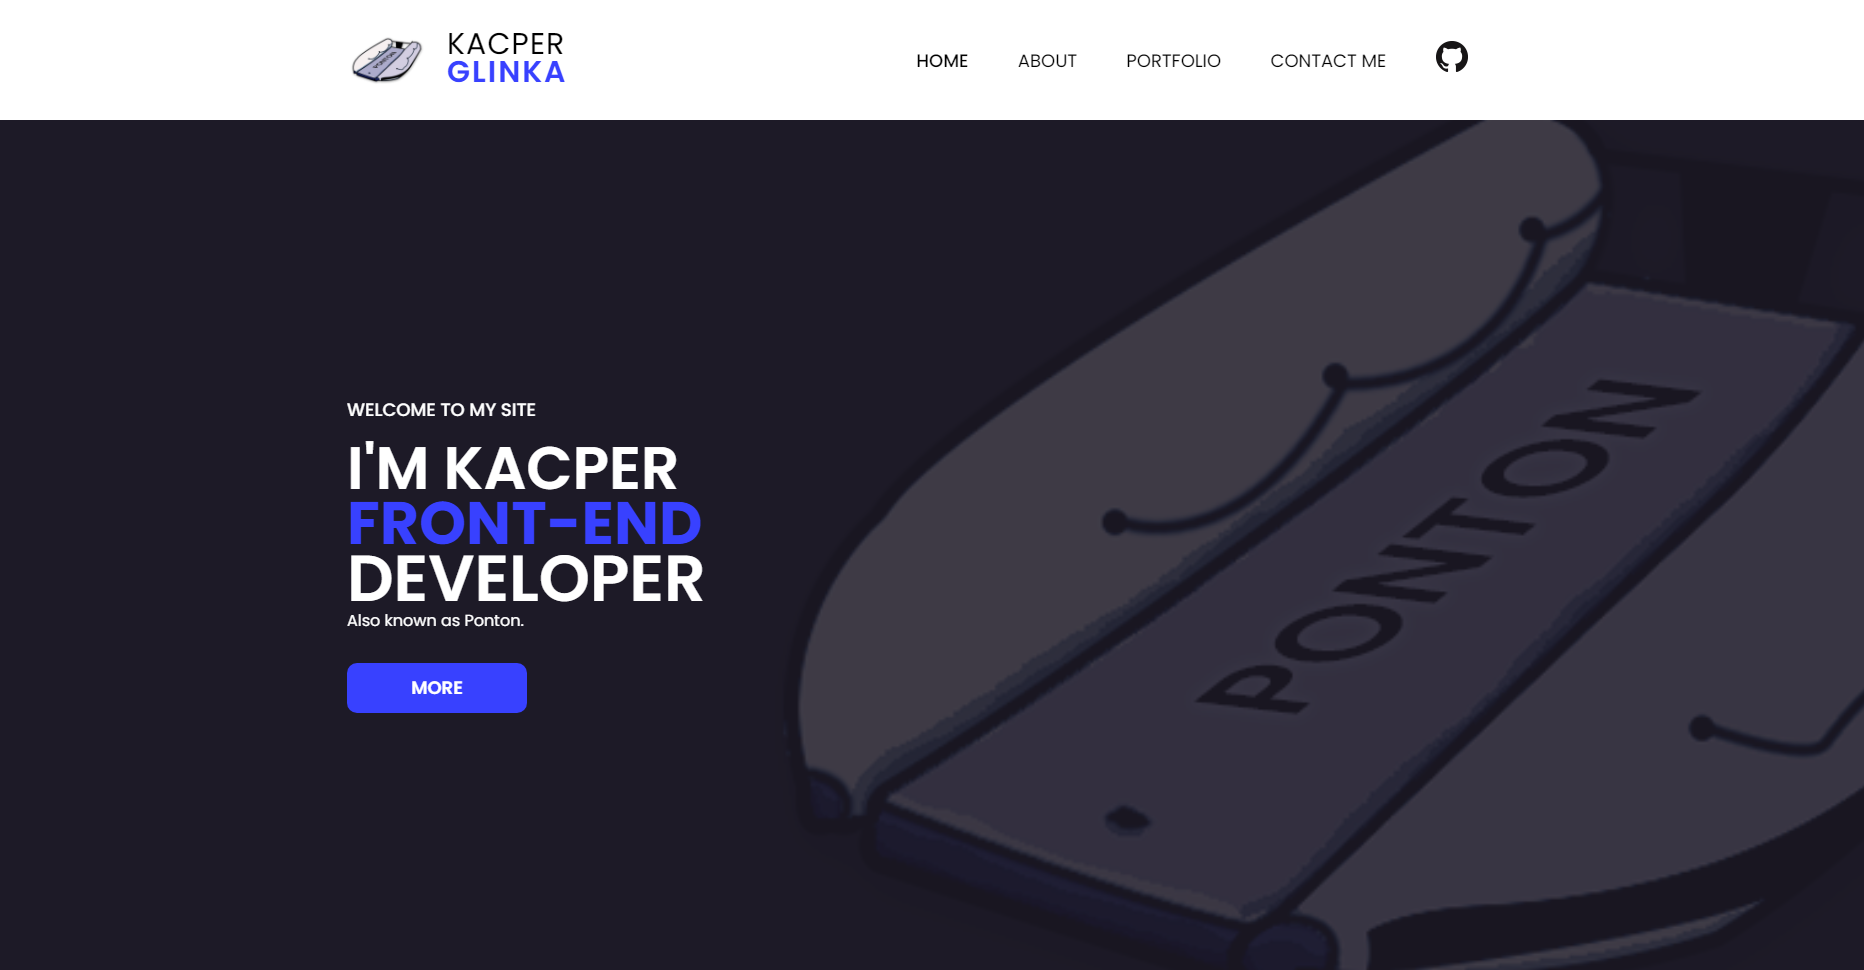 KACPER
GLINKA
HOME
ABOUT
PORTFOLIO
CONTACT ME
WELCOME TO MY SITE
I'M KACPER
FRONT-END
DEVELOPER
Also known as Ponton.
MORE
PONTON